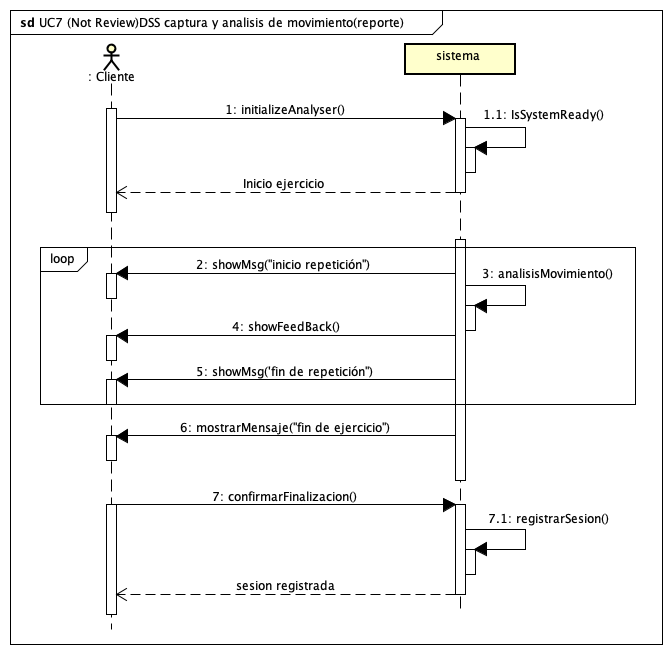 sd UC7 (Not Review)DSS captura y analisis de movimiento(reporte)
: Cliente
sistema
1: initializeAnalyser()
1.1: IsSystemReady()
Inicio ejercicio
loop
2: showMsg("inicio repetición")
3: analisisMovimiento()
4: showFeedBack()
5: showMsg('fin de repetición")
6: mostrarMensaje("fin de ejercicio")
7: confirmarFinalizacion()
7.1: registrarSesion()
sesion registrada